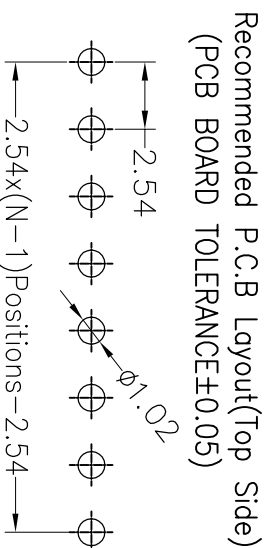 Recommended P.C.B Layout(Top Side)
(PCB BOARD TOLERANCE±0.05)
2.54
ϕ1.02
2.54x(N-1)Positions-2.54